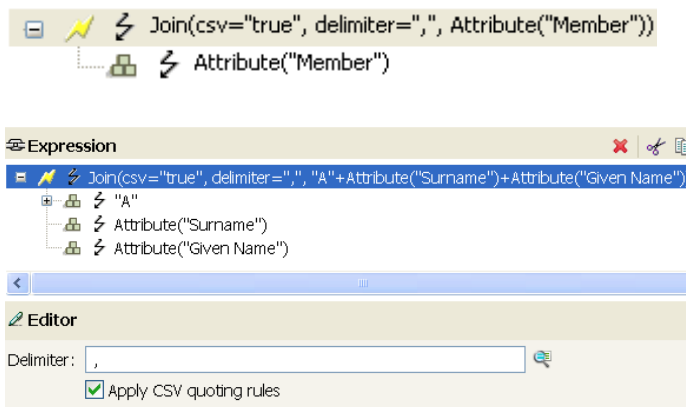 Join(csv="true", delimiter=",", Attribute("Member"))
Attribute("Member")
Expression
Join(csv="true", delimiter=",", "A"+Attribute("Surname")+Attribute("Given Name")
"A"
Attribute("Surname")
Attribute("Given Name")
Editor
Delimiter: ,
Apply CSV quoting rules